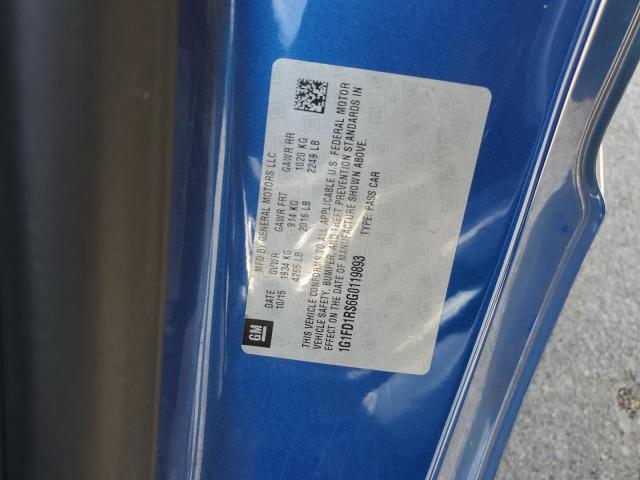 GM
MFD BY GENERAL MOTORS LLC
DATE GVWR GAWR FRT GAWR RR
10/15 1934 KG 914 KG 1020 KG
4265 LB 2016 LB 2249 LB
THIS VEHICLE CONFORMS TO ALL APPLICABLE U.S. FEDERAL MOTOR
VEHICLE SAFETY, BUMPER, AND THEFT PREVENTION STANDARDS IN
EFFECT ON THE DATE OF MANUFACTURE SHOWN ABOVE.
1G1FD1RS6G0119893 TYPE: PASS CAR